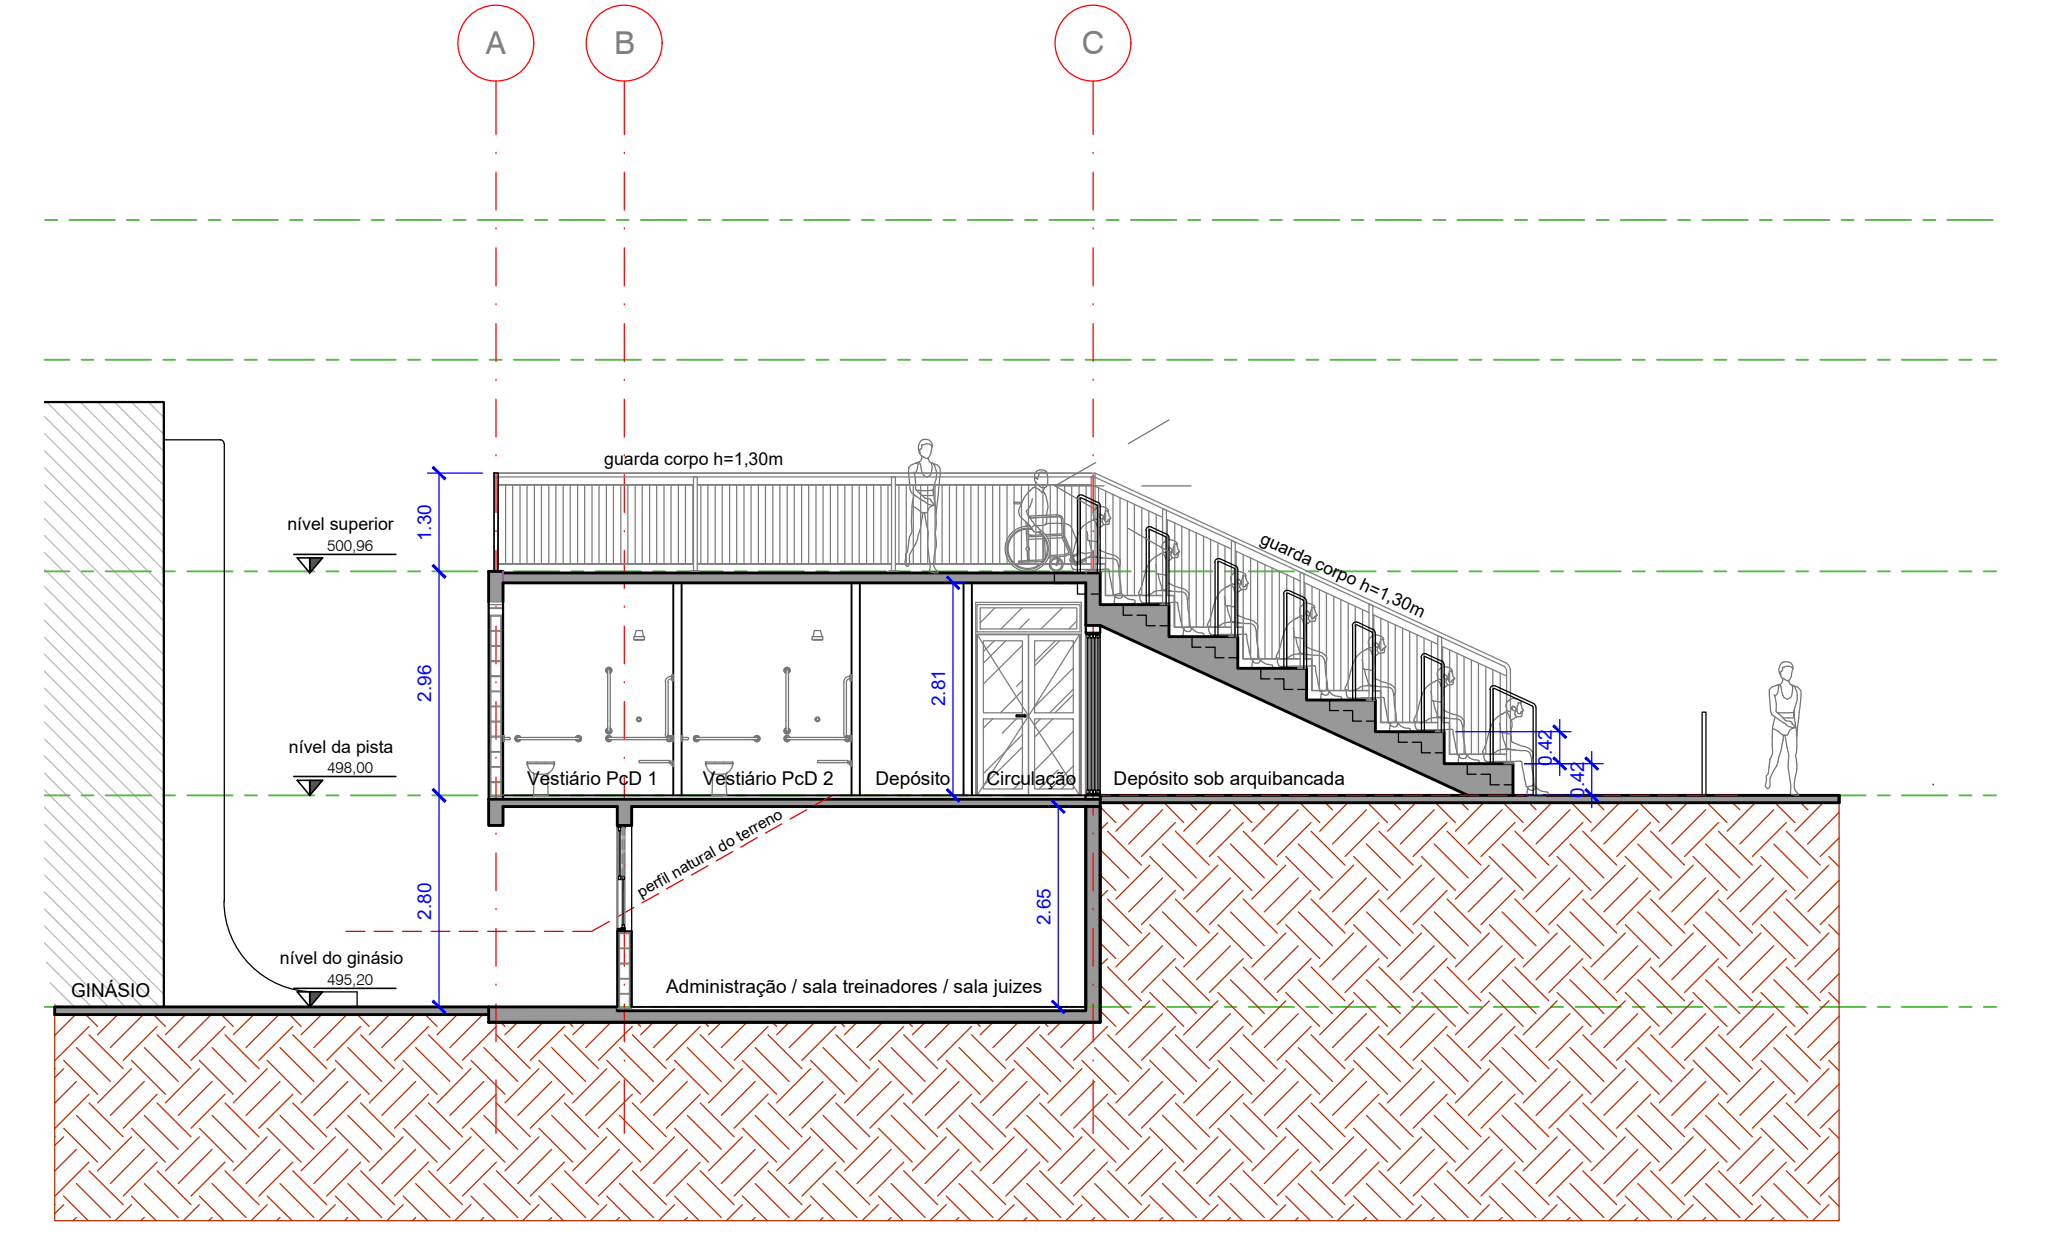 A
B
C
guarda corpo h=1,30m
guarda corpo h=1,30m
1.30
nível superior
500,96
2.96
2.81
nível da pista
498,00
0.42
0.42
Vestiário PcD 1
Vestiário PcD 2
Depósito
Circulação
Depósito sob arquibancada
perfil natural do terreno
2.80
2.65
nível do ginásio
495,20
GINÁSIO
Administração / sala treinadores / sala juizes